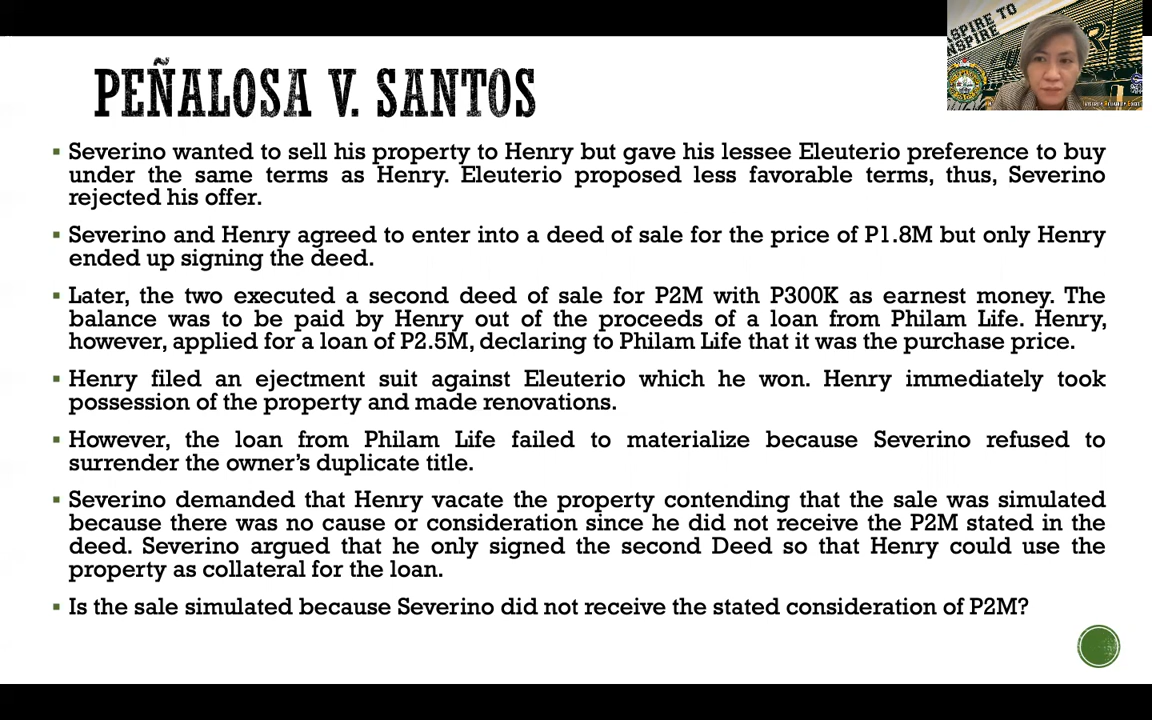 SPIRE TO
NSPIRE
PEÑALOSA V. SANTOS
▪ Severino wanted to sell his property to Henry but gave his lessee Eleuterio preference to buy
under the same terms as Henry. Eleuterio proposed less favorable terms, thus, Severino
rejected his offer.
▪ Severino and Henry agreed to enter into a deed of sale for the price of P1.8M but only Henry
ended up signing the deed.
▪ Later, the two executed a second deed of sale for P2M with P300K as earnest money. The
balance was to be paid by Henry out of the proceeds of a loan from Philam Life. Henry,
however, applied for a loan of P2.5M, declaring to Philam Life that it was the purchase price.
▪ Henry filed an ejectment suit against Eleuterio which he won. Henry immediately took
possession of the property and made renovations.
▪ However, the loan from Philam Life failed to materialize because Severino refused to
surrender the owner's duplicate title.
▪ Severino demanded that Henry vacate the property contending that the sale was simulated
because there was no cause or consideration since he did not receive the P2M stated in the
deed. Severino argued that he only signed the second Deed so that Henry could use the
property as collateral for the loan.
▪ Is the sale simulated because Severino did not receive the stated consideration of P2M?